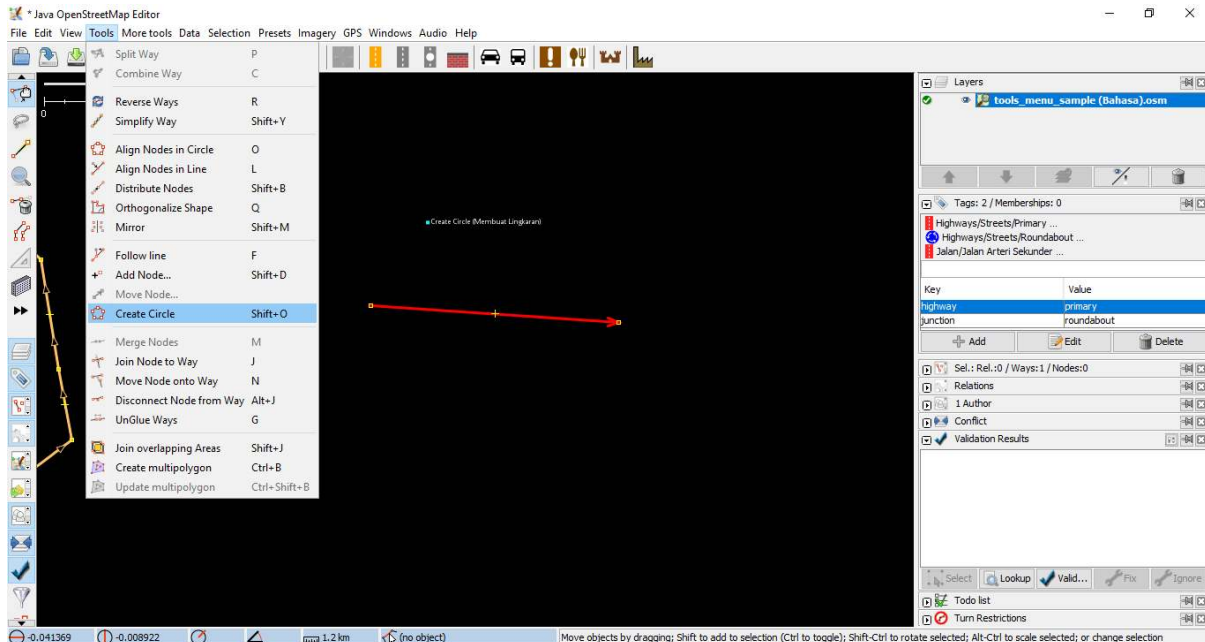 * Java OpenStreetMap Editor
File Edit View Tools More tools Data Selection Presets Imagery GPS Windows Audio Help
Split Way P
Combine Way C
Reverse Ways R
Simplify Way Shift+Y
Align Nodes in Circle O
Align Nodes in Line L
Distribute Nodes Shift+B
Orthogonalize Shape Q
Mirror Shift+M
Follow line F
Add Node... Shift+D
Move Node...
Create Circle Shift+O
Merge Nodes M
Join Node to Way J
Move Node onto Way N
Disconnect Node from Way Alt+J
UnGlue Ways G
Join overlapping Areas Shift+J
Create multipolygon Ctrl+B
Update multipolygon Ctrl+Shift+B
0
Create Circle (Membuat Lingkaran)
Layers
tools_menu_sample (Bahasa).osm
Tags: 2 / Memberships: 0
Highways/Streets/Primary ...
Highways/Streets/Roundabout ...
Jalan/Jalan Arteri Sekunder ...
Key Value
highway primary
junction roundabout
Add Edit Delete
Sel.: Rel.:0 / Ways:1 / Nodes:0
Relations
1 Author
Conflict
Validation Results
Select Lookup Valid... Fix Ignore
Todo list
Turn Restrictions
-0.041369 -0.008922 1.2 km (no object) Move objects by dragging; Shift to add to selection (Ctrl to toggle); Shift-Ctrl to rotate selected; Alt-Ctrl to scale selected; or change selection